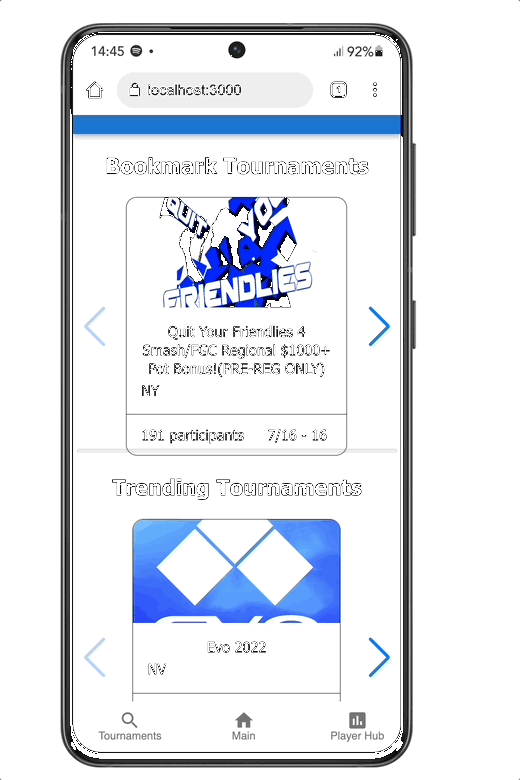 14:45
92%
localhost:3000
1
Bookmark Tournaments
QUIT YOU
FRIENDLIES
Quit Your Friendlies 4
Smash/FGC Regional $1000+
Pot Bonus!(PRE-REG ONLY)
NY
191 participants 7/16 - 16
Trending Tournaments
EVO
Evo 2022
NV
Tournaments Main Player Hub